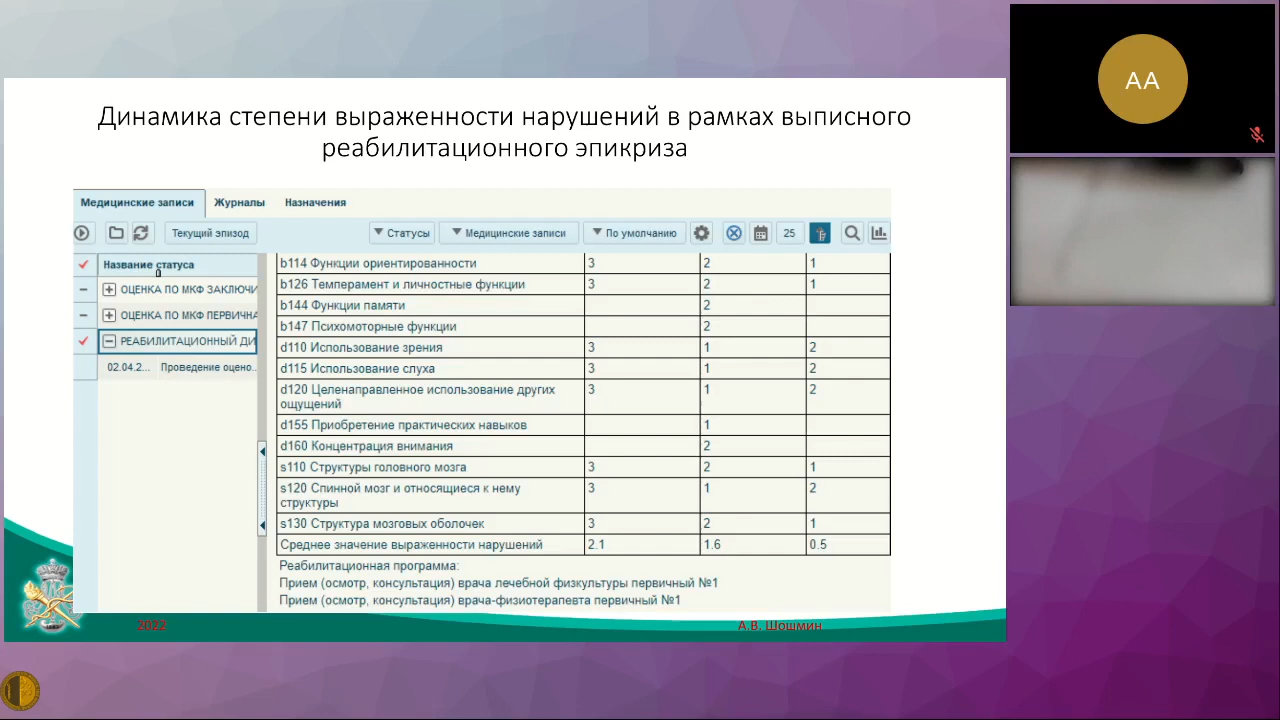 Динамика степени выраженности нарушений в рамках выписного
реабилитационного эпикриза
Медицинские записи Журналы Назначения
Текущий эпизод Статусы Медицинские записи По умолчанию 25
Название статуса
ОЦЕНКА ПО МКФ ЗАКЛЮЧИ
ОЦЕНКА ПО МКФ ПЕРВИЧНА
РЕАБИЛИТАЦИОННЫЙ ДИ
02.04.2... Проведение оцено...
b114 Функции ориентированности 3 2 1
b126 Темперамент и личностные функции 3 2 1
b144 Функции памяти 2
b147 Психомоторные функции 2
d110 Использование зрения 3 1 2
d115 Использование слуха 3 1 2
d120 Целенаправленное использование других
ощущений 3 1 2
d155 Приобретение практических навыков 1
d160 Концентрация внимания 2
s110 Структуры головного мозга 3 2 1
s120 Спинной мозг и относящиеся к нему
структуры 3 1 2
s130 Структура мозговых оболочек 3 2 1
Среднее значение выраженности нарушений 2.1 1.6 0.5
Реабилитационная программа:
Прием (осмотр, консультация) врача лечебной физкультуры первичный №1
Прием (осмотр, консультация) врача-физиотерапевта первичный №1
2022 А.В. Шошмин
AA